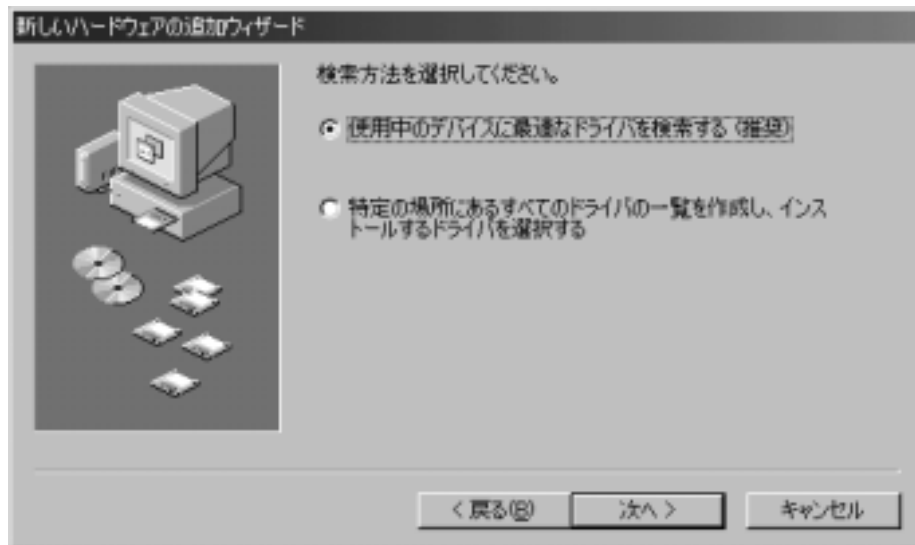 新しいハードウェアの追加ウィザード
検索方法を選択してください。
使用中のデバイスに最適なドライバを検索する（推奨）
特定の場所にあるすべてのドライバの一覧を作成し、インス
トールするドライバを選択する
< 戻る(B)
次へ >
キャンセル